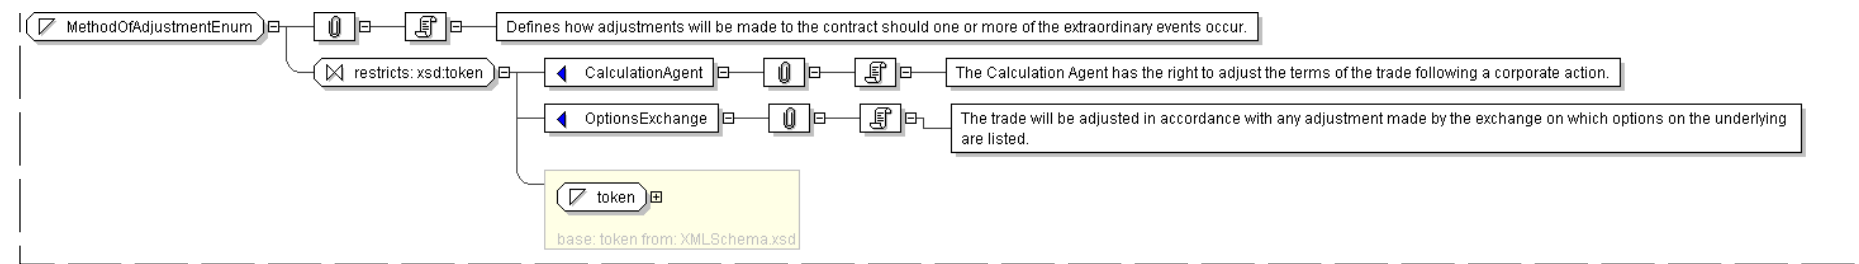 MethodOfAdjustmentEnum
Defines how adjustments will be made to the contract should one or more of the extraordinary events occur.
restricts: xsd:token
CalculationAgent
The Calculation Agent has the right to adjust the terms of the trade following a corporate action.
OptionsExchange
The trade will be adjusted in accordance with any adjustment made by the exchange on which options on the underlying
are listed.
token
base: token from: XMLSchema.xsd